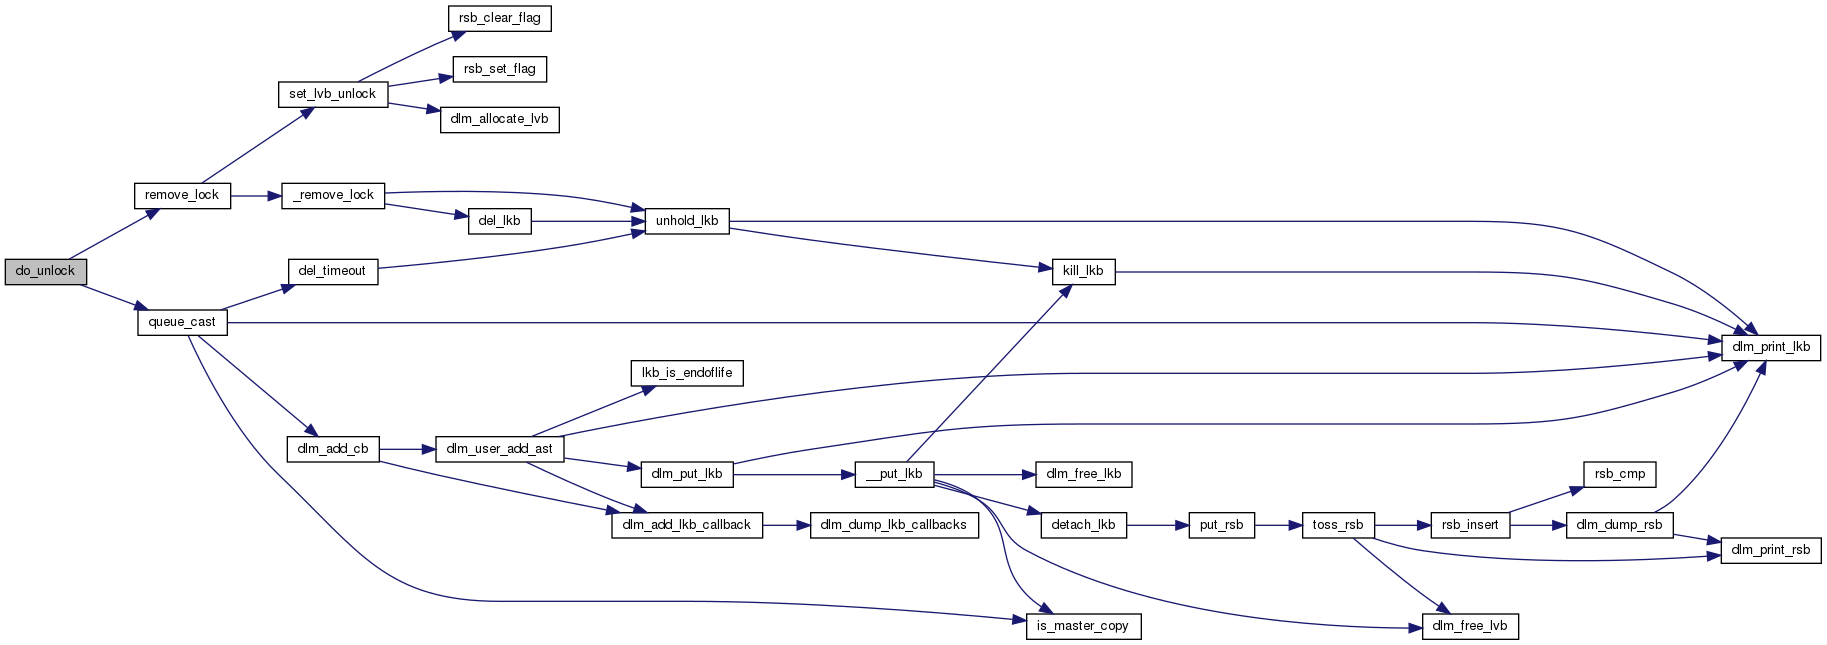 rsb_clear_flag
rsb_set_flag
set_lvb_unlock
dlm_allocate_lvb
remove_lock
_remove_lock
del_lkb
unhold_lkb
do_unlock
del_timeout
kill_lkb
queue_cast
dlm_print_lkb
lkb_is_endoflife
dlm_add_cb
dlm_user_add_ast
dlm_put_lkb
__put_lkb
dlm_free_lkb
rsb_cmp
dlm_add_lkb_callback
dlm_dump_lkb_callbacks
detach_lkb
put_rsb
toss_rsb
rsb_insert
dlm_dump_rsb
dlm_print_rsb
is_master_copy
dlm_free_lvb